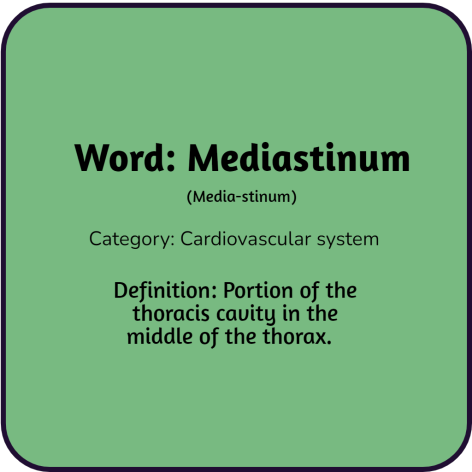 Word: Mediastinum
(Media-stinum)
Category: Cardiovascular system
Definition: Portion of the
thoracis cavity in the
middle of the thorax.